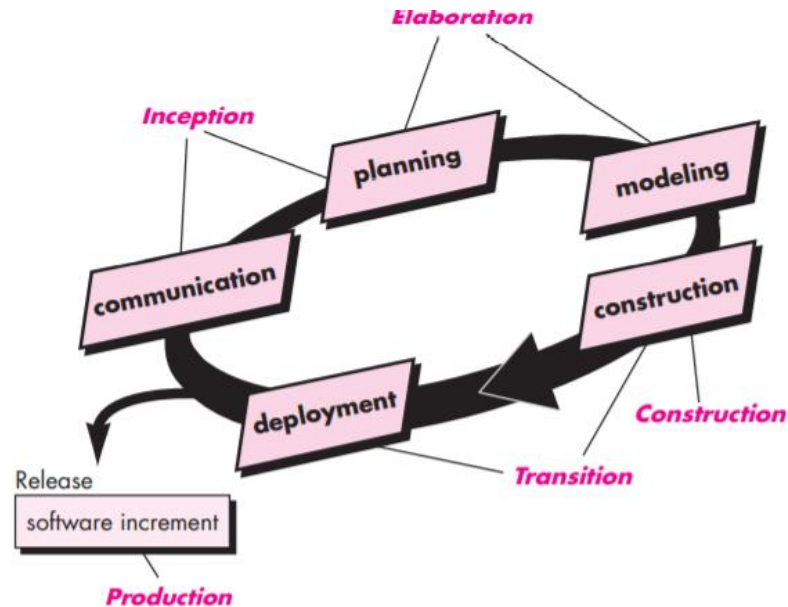 Elaboration
Inception
planning
modeling
communication
construction
deployment
Construction
Transition
Release
software increment
Production